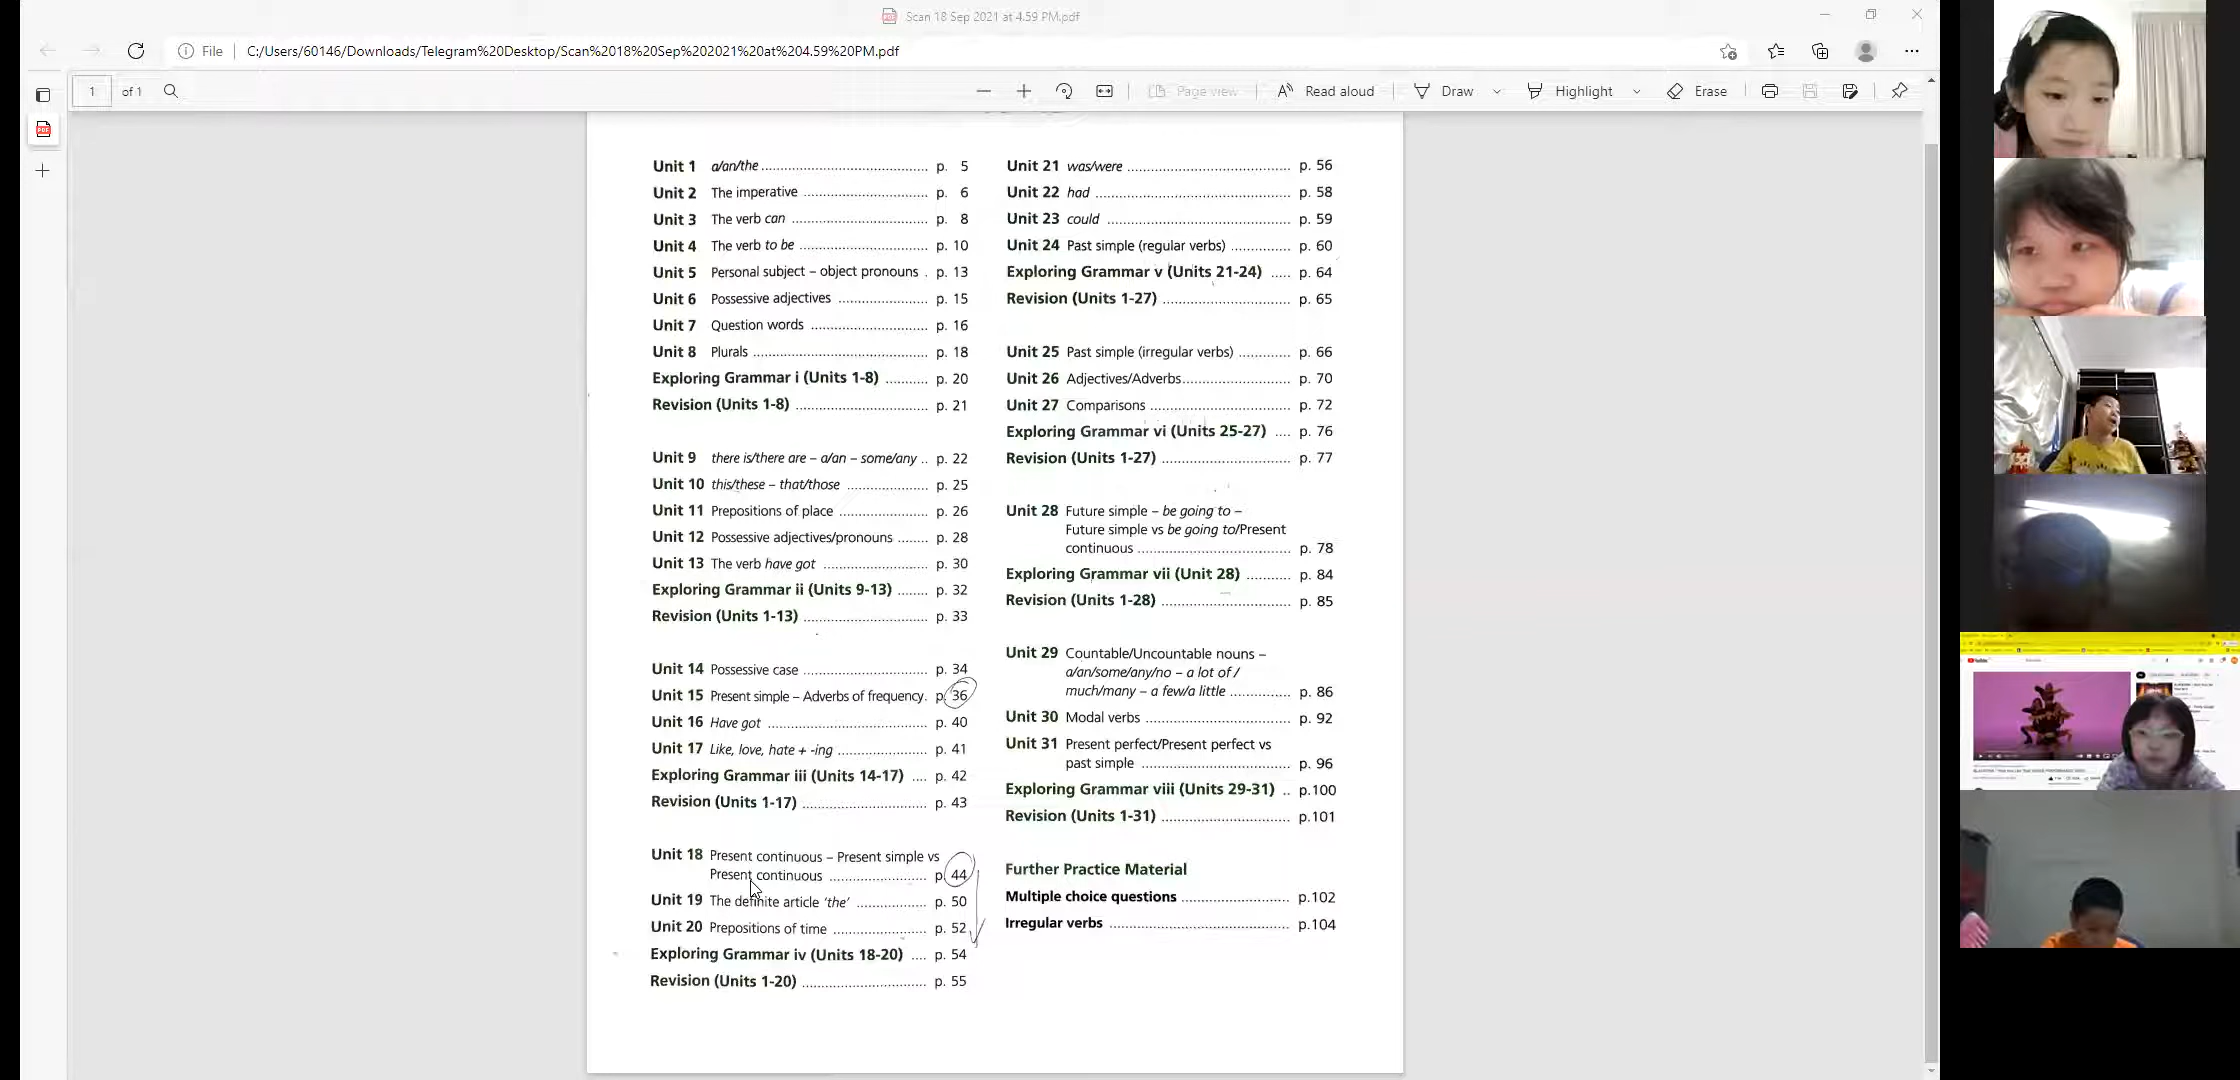 Scan 18 Sep 2021 at 4.59 PM.pdf
File
C:/Users/60146/Downloads/Telegram%20Desktop/Scan%2018%20Sep%202021%20at%204.59%20PM.pdf
1 of 1
Page view
Read aloud
Draw
Highlight
Erase
Unit 1 a/an/the p. 5
Unit 2 The imperative p. 6
Unit 3 The verb can p. 8
Unit 4 The verb to be p. 10
Unit 5 Personal subject – object pronouns . p. 13
Unit 6 Possessive adjectives p. 15
Unit 7 Question words p. 16
Unit 8 Plurals p. 18
Exploring Grammar i (Units 1-8) p. 20
Revision (Units 1-8) p. 21
Unit 9 there is/there are – a/an – some/any .. p. 22
Unit 10 this/these – that/those p. 25
Unit 11 Prepositions of place p. 26
Unit 12 Possessive adjectives/pronouns p. 28
Unit 13 The verb have got p. 30
Exploring Grammar ii (Units 9-13) p. 32
Revision (Units 1-13) p. 33
Unit 14 Possessive case p. 34
Unit 15 Present simple – Adverbs of frequency. p. 36
Unit 16 Have got p. 40
Unit 17 Like, love, hate + -ing p. 41
Exploring Grammar iii (Units 14-17) p. 42
Revision (Units 1-17) p. 43
Unit 18 Present continuous – Present simple vs
Present continuous p. 44
Unit 19 The definite article ‘the’ p. 50
Unit 20 Prepositions of time p. 52
Exploring Grammar iv (Units 18-20) p. 54
Revision (Units 1-20) p. 55
Unit 21 was/were p. 56
Unit 22 had p. 58
Unit 23 could p. 59
Unit 24 Past simple (regular verbs) p. 60
Exploring Grammar v (Units 21-24) p. 64
Revision (Units 1-27) p. 65
Unit 25 Past simple (irregular verbs) p. 66
Unit 26 Adjectives/Adverbs p. 70
Unit 27 Comparisons p. 72
Exploring Grammar vi (Units 25-27) p. 76
Revision (Units 1-27) p. 77
Unit 28 Future simple – be going to –
Future simple vs be going to/Present
continuous p. 78
Exploring Grammar vii (Unit 28) p. 84
Revision (Units 1-28) p. 85
Unit 29 Countable/Uncountable nouns –
a/an/some/any/no – a lot of /
much/many – a few/a little p. 86
Unit 30 Modal verbs p. 92
Unit 31 Present perfect/Present perfect vs
past simple p. 96
Exploring Grammar viii (Units 29-31) .. p.100
Revision (Units 1-31) p.101
Further Practice Material
Multiple choice questions p.102
Irregular verbs p.104